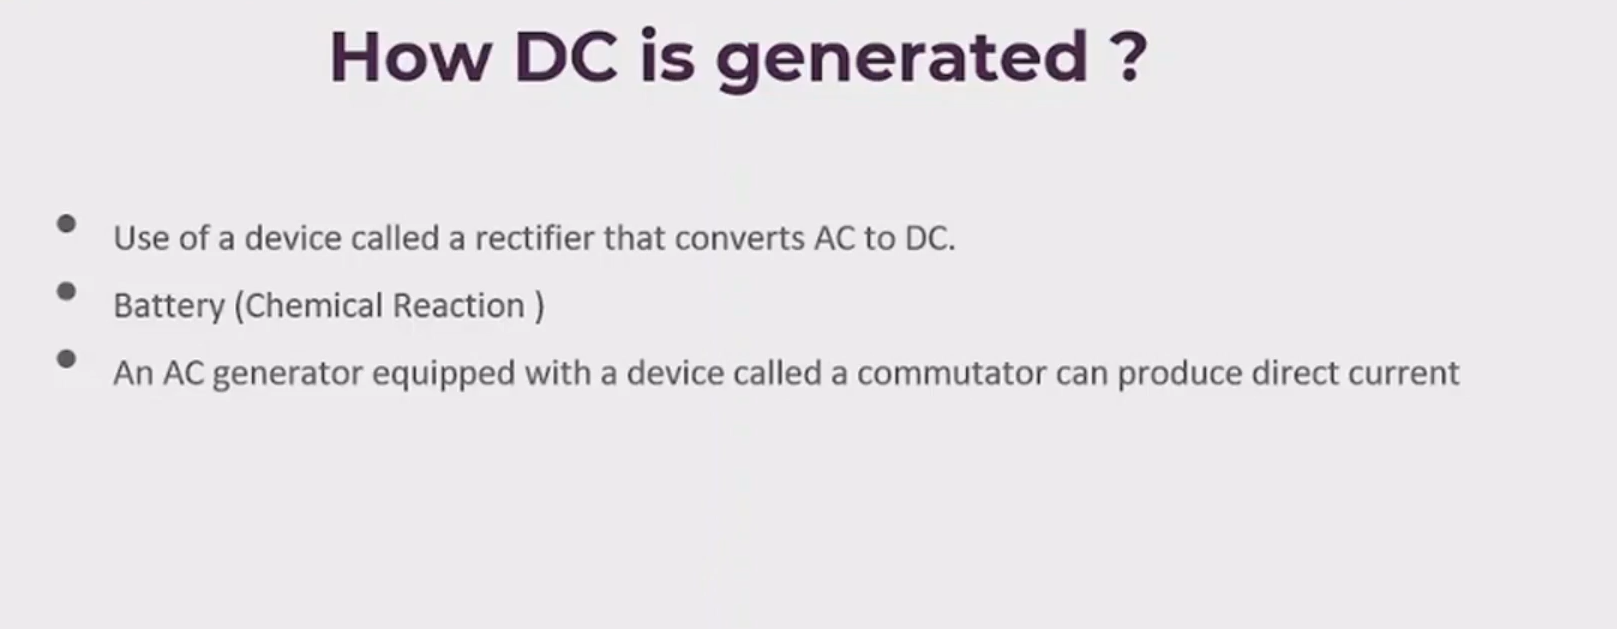 How DC is generated ?
• Use of a device called a rectifier that converts AC to DC.
• Battery (Chemical Reaction )
• An AC generator equipped with a device called a commutator can produce direct current